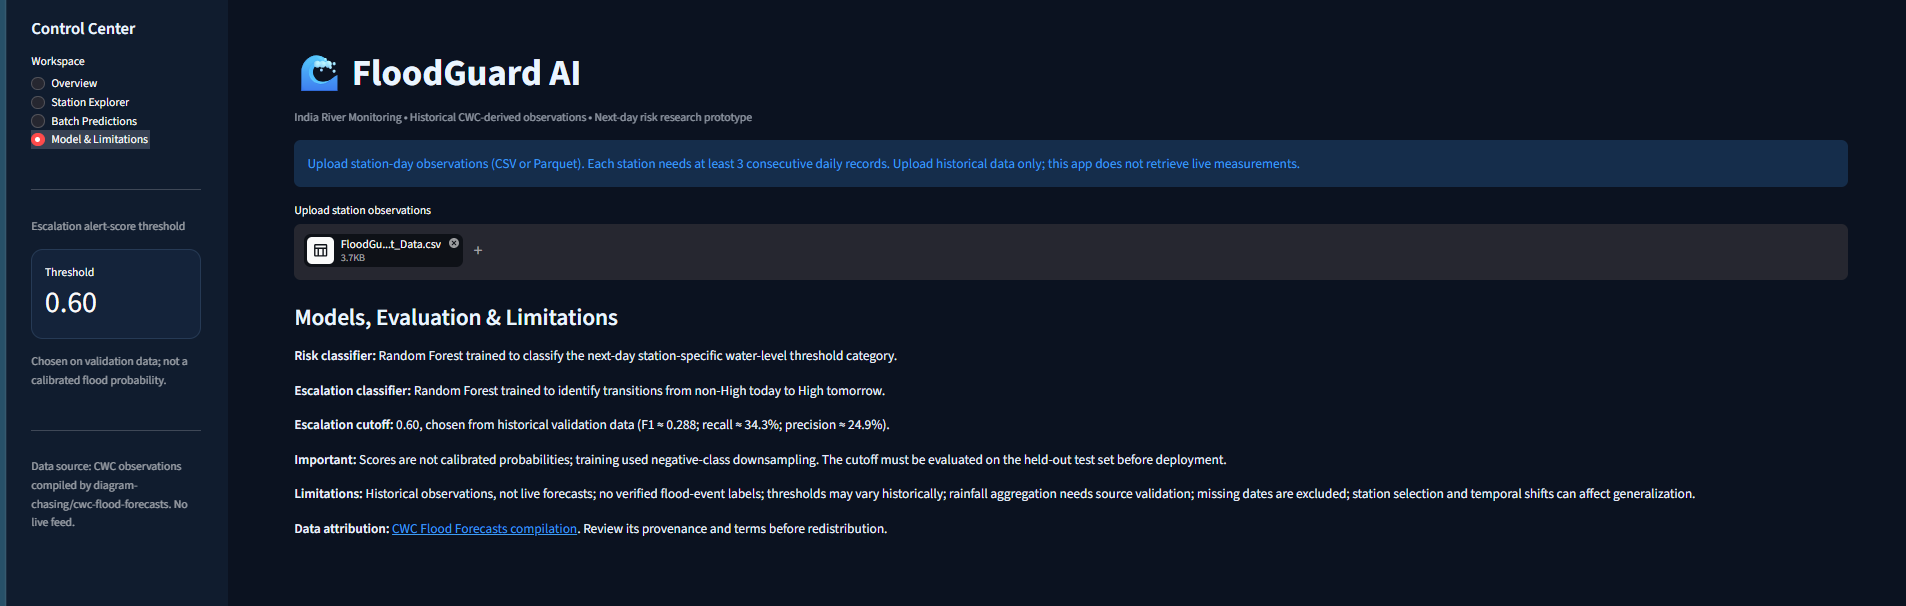 Control Center
Workspace
Overview
Station Explorer
Batch Predictions
Model & Limitations
Escalation alert-score threshold
Threshold
0.60
Chosen on validation data; not a
calibrated flood probability.
Data source: CWC observations
compiled by diagram-
chasing/cwc-flood-forecasts. No
live feed.
FloodGuard AI
India River Monitoring • Historical CWC-derived observations • Next-day risk research prototype
Upload station-day observations (CSV or Parquet). Each station needs at least 3 consecutive daily records. Upload historical data only; this app does not retrieve live measurements.
Upload station observations
FloodGu...t_Data.csv
3.7KB
Models, Evaluation & Limitations
Risk classifier: Random Forest trained to classify the next-day station-specific water-level threshold category.
Escalation classifier: Random Forest trained to identify transitions from non-High today to High tomorrow.
Escalation cutoff: 0.60, chosen from historical validation data (F1 ≈ 0.288; recall ≈ 34.3%; precision ≈ 24.9%).
Important: Scores are not calibrated probabilities; training used negative-class downsampling. The cutoff must be evaluated on the held-out test set before deployment.
Limitations: Historical observations, not live forecasts; no verified flood-event labels; thresholds may vary historically; rainfall aggregation needs source validation; missing dates are excluded; station selection and temporal shifts can affect generalization.
Data attribution: CWC Flood Forecasts compilation. Review its provenance and terms before redistribution.